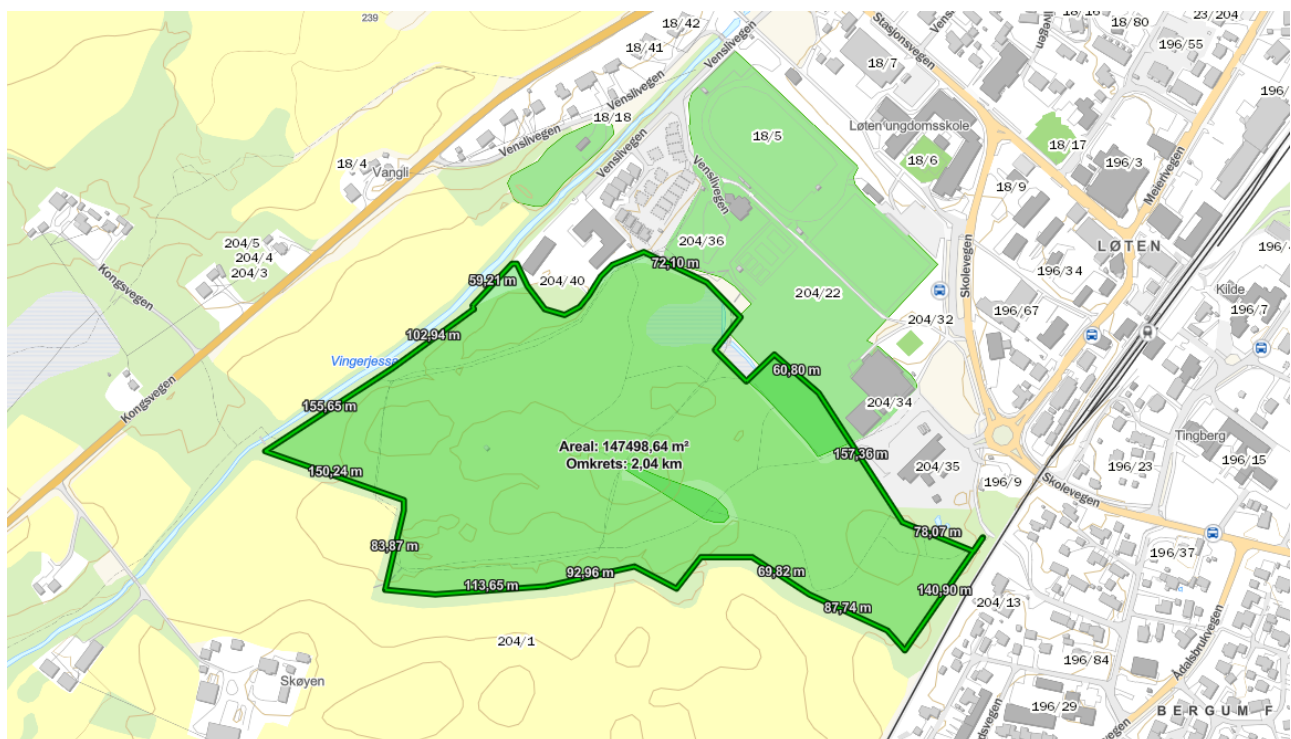 239
18/42
18/41
Venslivegen
Venslivegen
Venslivegen
18/18
Venslivegen
18/4
Vangli
Stasjonsvegen
18/80
23/204
196/55
18/7
18/5
Løten ungdomsskole
18/6
18/17
196/3
Meierivegen
18/9
Venslivegen
204/5
204/4
204/3
Kongsvegen
204/36
72,10 m
LØTEN
59,21 m
204/40
204/22
Skolevegen
196/34
Kilde
196/7
196/67
204/32
102,94 m
Vingerjessa
60,80 m
204/34
Kongsvegen
155,65 m
Tingberg
Areal: 147498,64 m²
Omkrets: 2,04 km
157,36 m
196/15
204/35
196/23
150,24 m
196/9
Skolevegen
78,07 m
83,87 m
196/37
92,96 m
69,82 m
113,65 m
140,90 m
87,74 m
204/13
204/1
196/84
Ådalsbrukvegen
Skøyen
196/29
BERGUM F